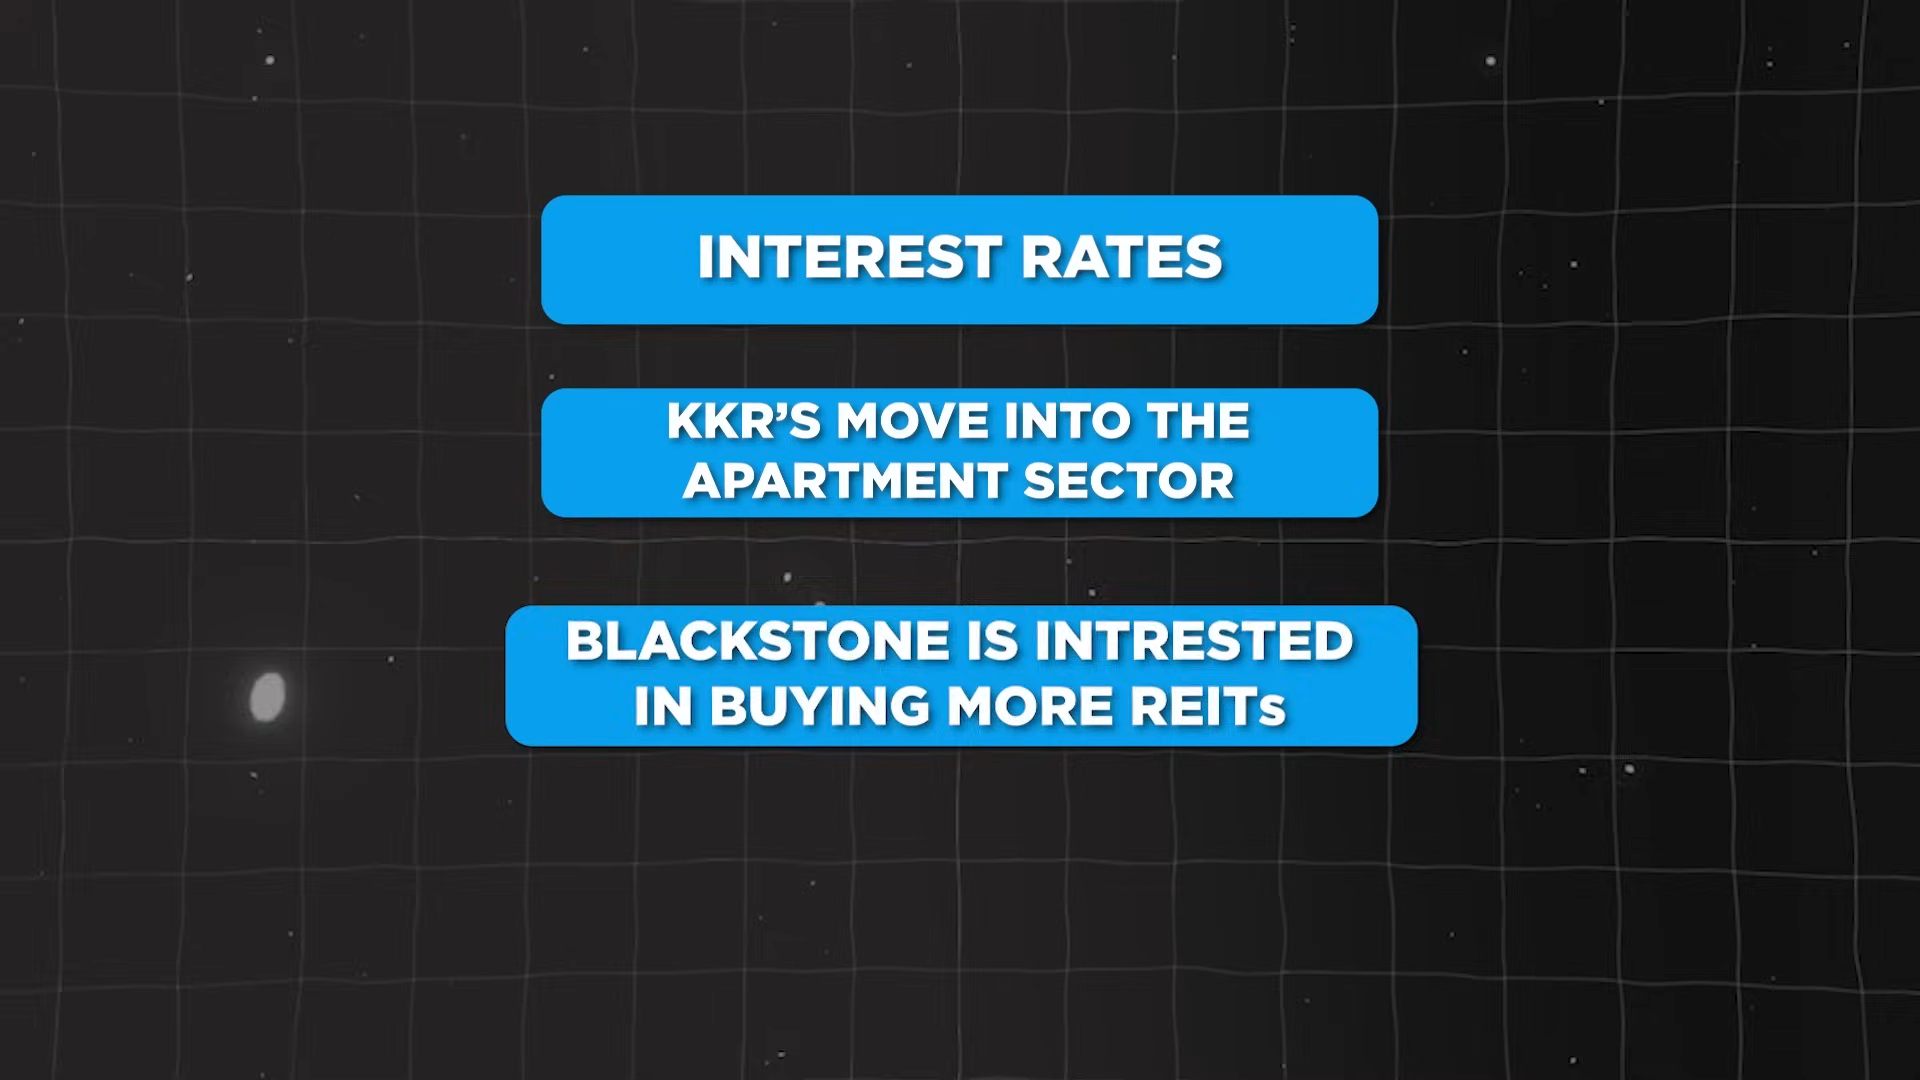 INTEREST RATES
KKR’S MOVE INTO THE
APARTMENT SECTOR
BLACKSTONE IS INTRESTED
IN BUYING MORE REITs